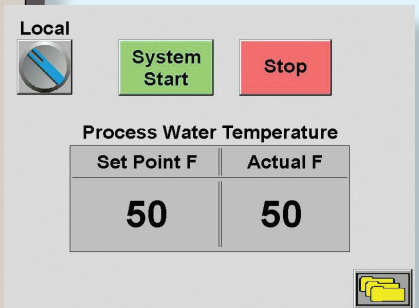 Local
System
Start
Stop
Process Water Temperature
Set Point F
Actual F
50
50